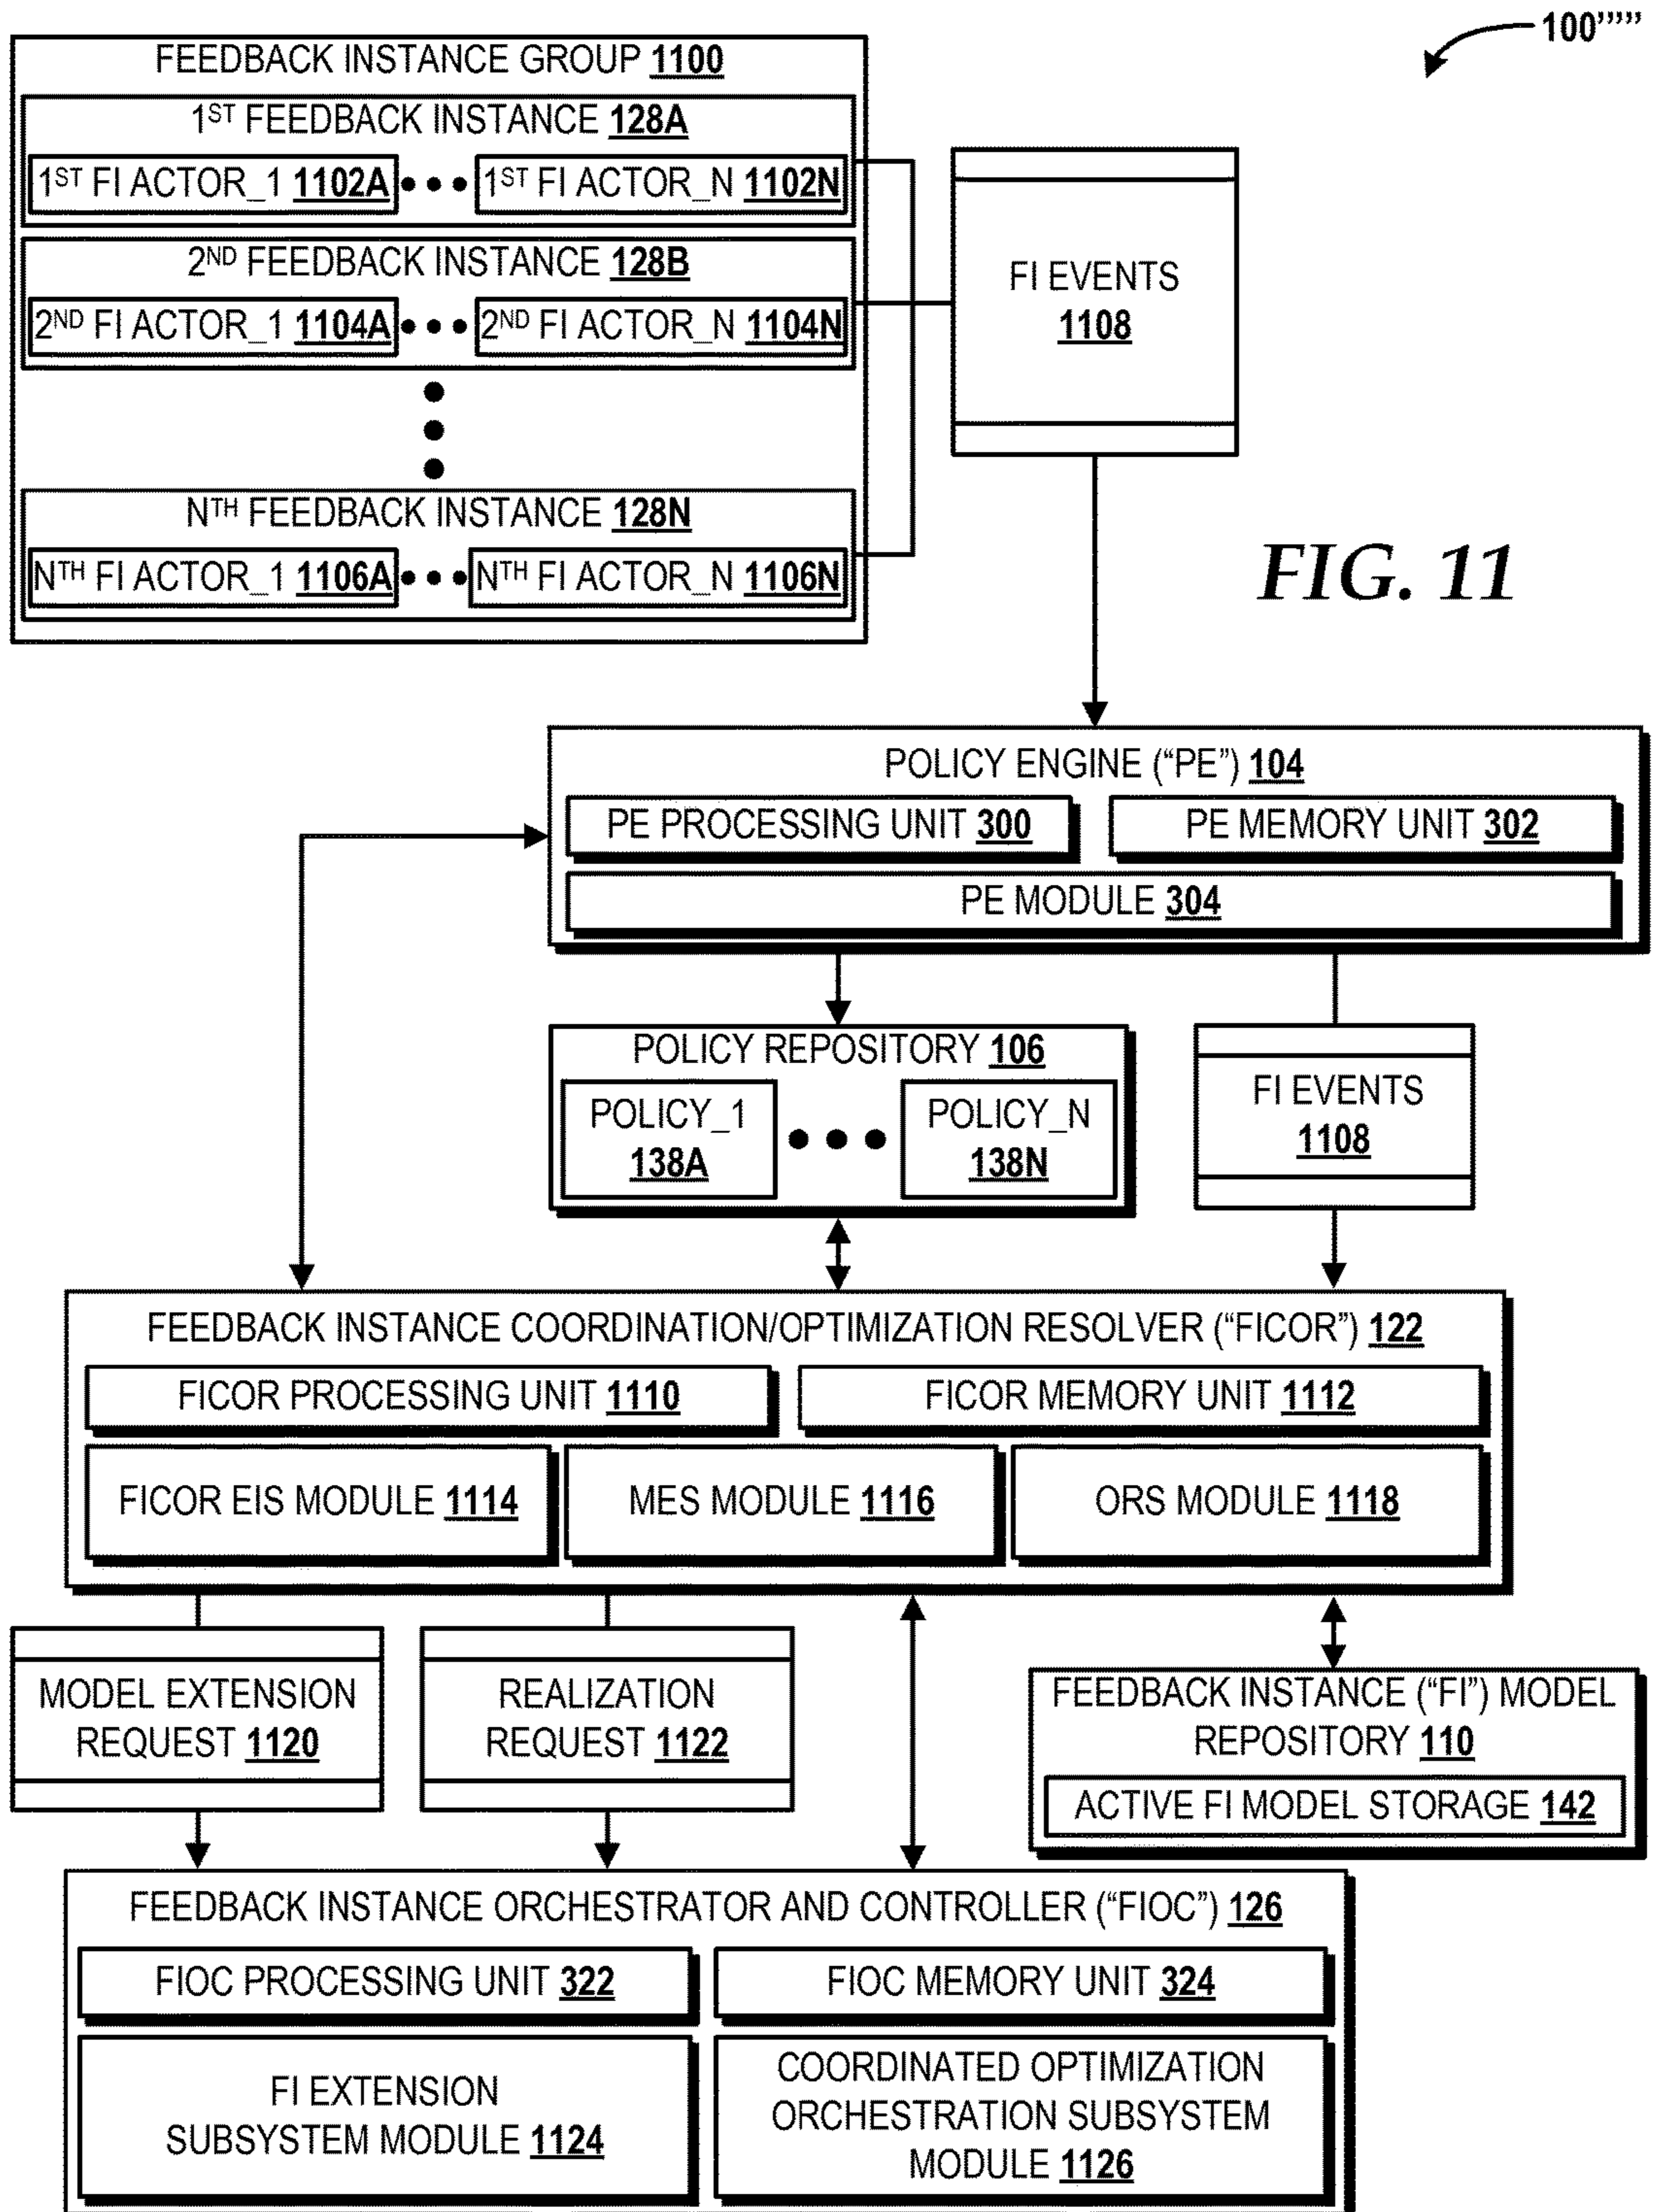 100’’’’’
FEEDBACK INSTANCE GROUP 1100
1ST FEEDBACK INSTANCE 128A
1ST FI ACTOR_1 1102A ••• 1ST FI ACTOR_N 1102N
2ND FEEDBACK INSTANCE 128B
2ND FI ACTOR_1 1104A ••• 2ND FI ACTOR_N 1104N
NTH FEEDBACK INSTANCE 128N
NTH FI ACTOR_1 1106A ••• NTH FI ACTOR_N 1106N
FI EVENTS
1108
FIG. 11
POLICY ENGINE (“PE”) 104
PE PROCESSING UNIT 300
PE MEMORY UNIT 302
PE MODULE 304
POLICY REPOSITORY 106
POLICY_1
138A
•••
POLICY_N
138N
FI EVENTS
1108
FEEDBACK INSTANCE COORDINATION/OPTIMIZATION RESOLVER (“FICOR”) 122
FICOR PROCESSING UNIT 1110
FICOR MEMORY UNIT 1112
FICOR EIS MODULE 1114
MES MODULE 1116
ORS MODULE 1118
MODEL EXTENSION
REQUEST 1120
REALIZATION
REQUEST 1122
FEEDBACK INSTANCE (“FI”) MODEL
REPOSITORY 110
ACTIVE FI MODEL STORAGE 142
FEEDBACK INSTANCE ORCHESTRATOR AND CONTROLLER (“FIOC”) 126
FIOC PROCESSING UNIT 322
FIOC MEMORY UNIT 324
FI EXTENSION
SUBSYSTEM MODULE 1124
COORDINATED OPTIMIZATION
ORCHESTRATION SUBSYSTEM
MODULE 1126